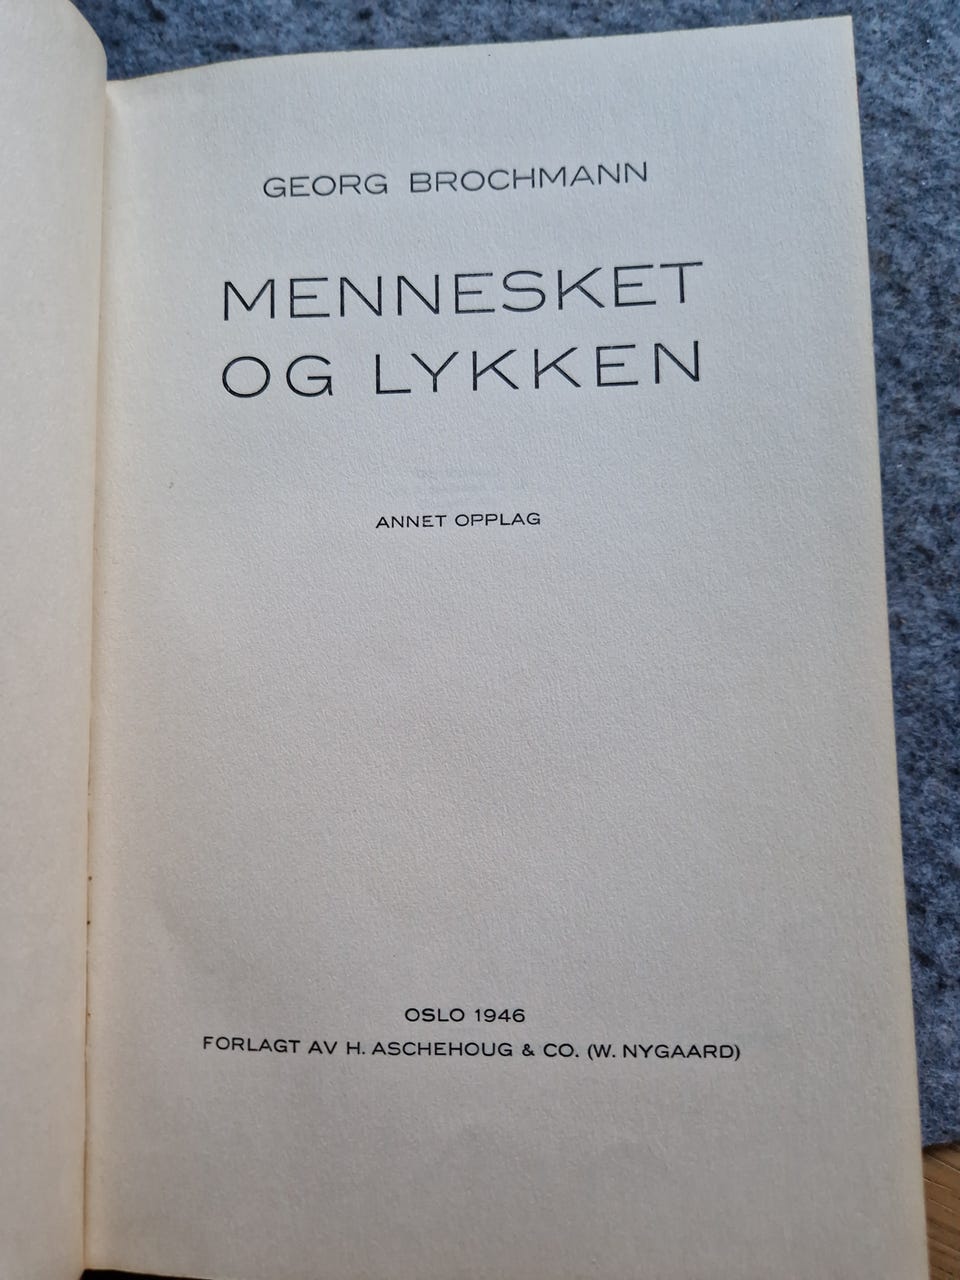 GEORG BROCHMANN
MENNESKET
OG LYKKEN
ANNET OPPLAG
OSLO 1946
FORLAGT AV H. ASCHEHOUG & CO. (W. NYGAARD)